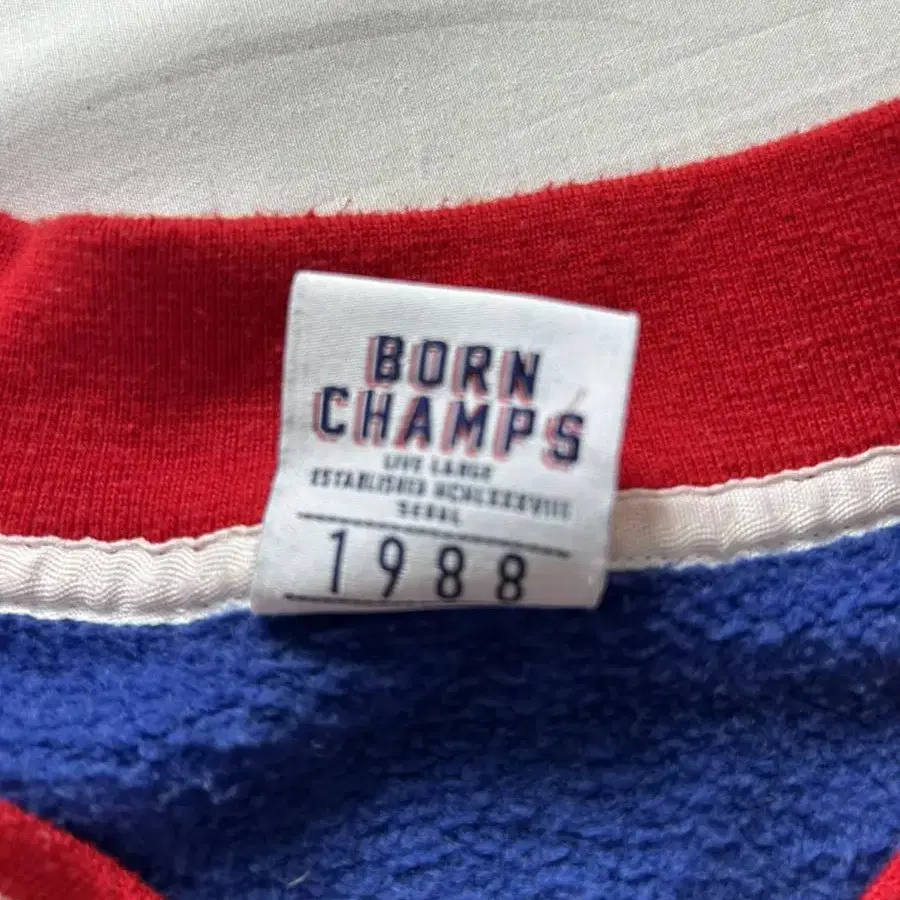 BORN
CHAMPS
LIVE LARGE
ESTABLISHED MCMLXXXVIII
SEOUL
1988